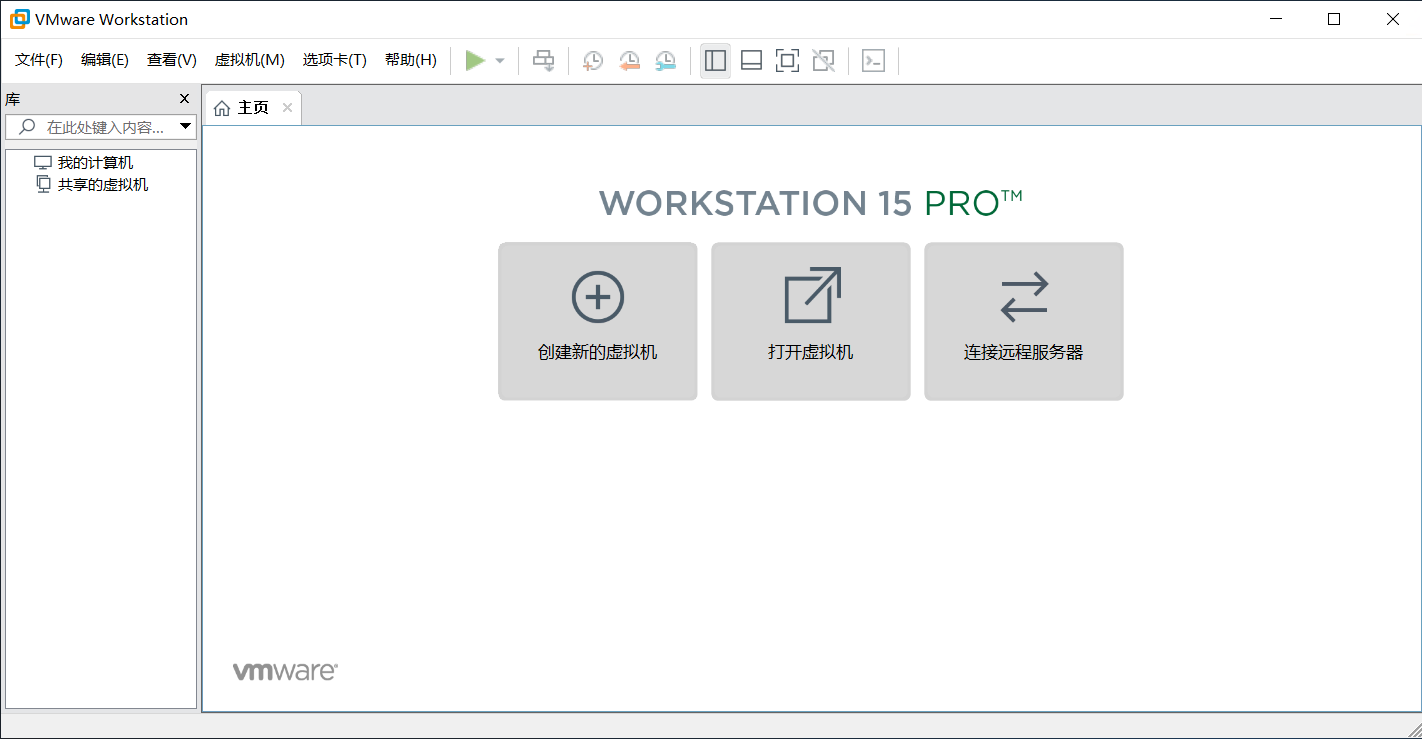 VMware Workstation
文件(F) 编辑(E) 查看(V) 虚拟机(M) 选项卡(T) 帮助(H)
库
主页
在此处键入内容...
我的计算机
共享的虚拟机
WORKSTATION 15 PRO™
创建新的虚拟机
打开虚拟机
连接远程服务器
vmware®